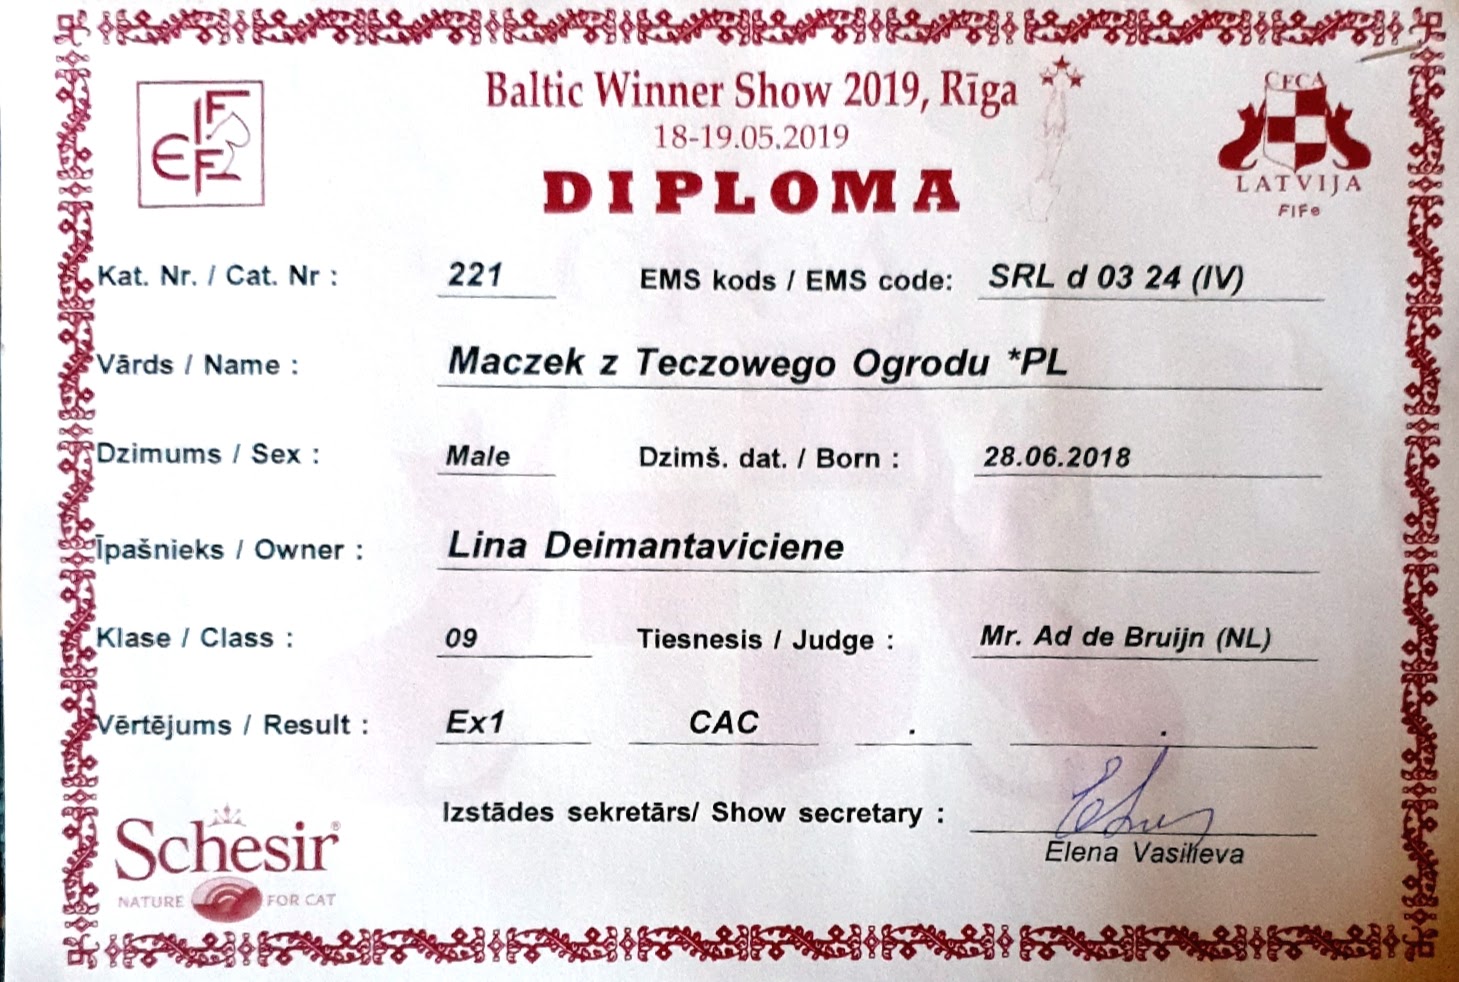 FIFe
Baltic Winner Show 2019, Rīga
18-19.05.2019
DIPLOMA
CFCA
LATVIJA
FIFe
Kat. Nr. / Cat. Nr : 221 EMS kods / EMS code: SRL d 03 24 (IV)
Vārds / Name : Maczek z Teczowego Ogrodu *PL
Dzimums / Sex : Male Dzimš. dat. / Born : 28.06.2018
Īpašnieks / Owner : Lina Deimantaviciene
Klase / Class : 09 Tiesnesis / Judge : Mr. Ad de Bruijn (NL)
Vērtējums / Result : Ex1 CAC . .
Izstādes sekretārs/ Show secretary :
Elena Vasilieva
Schesir®
NATURE FOR CAT